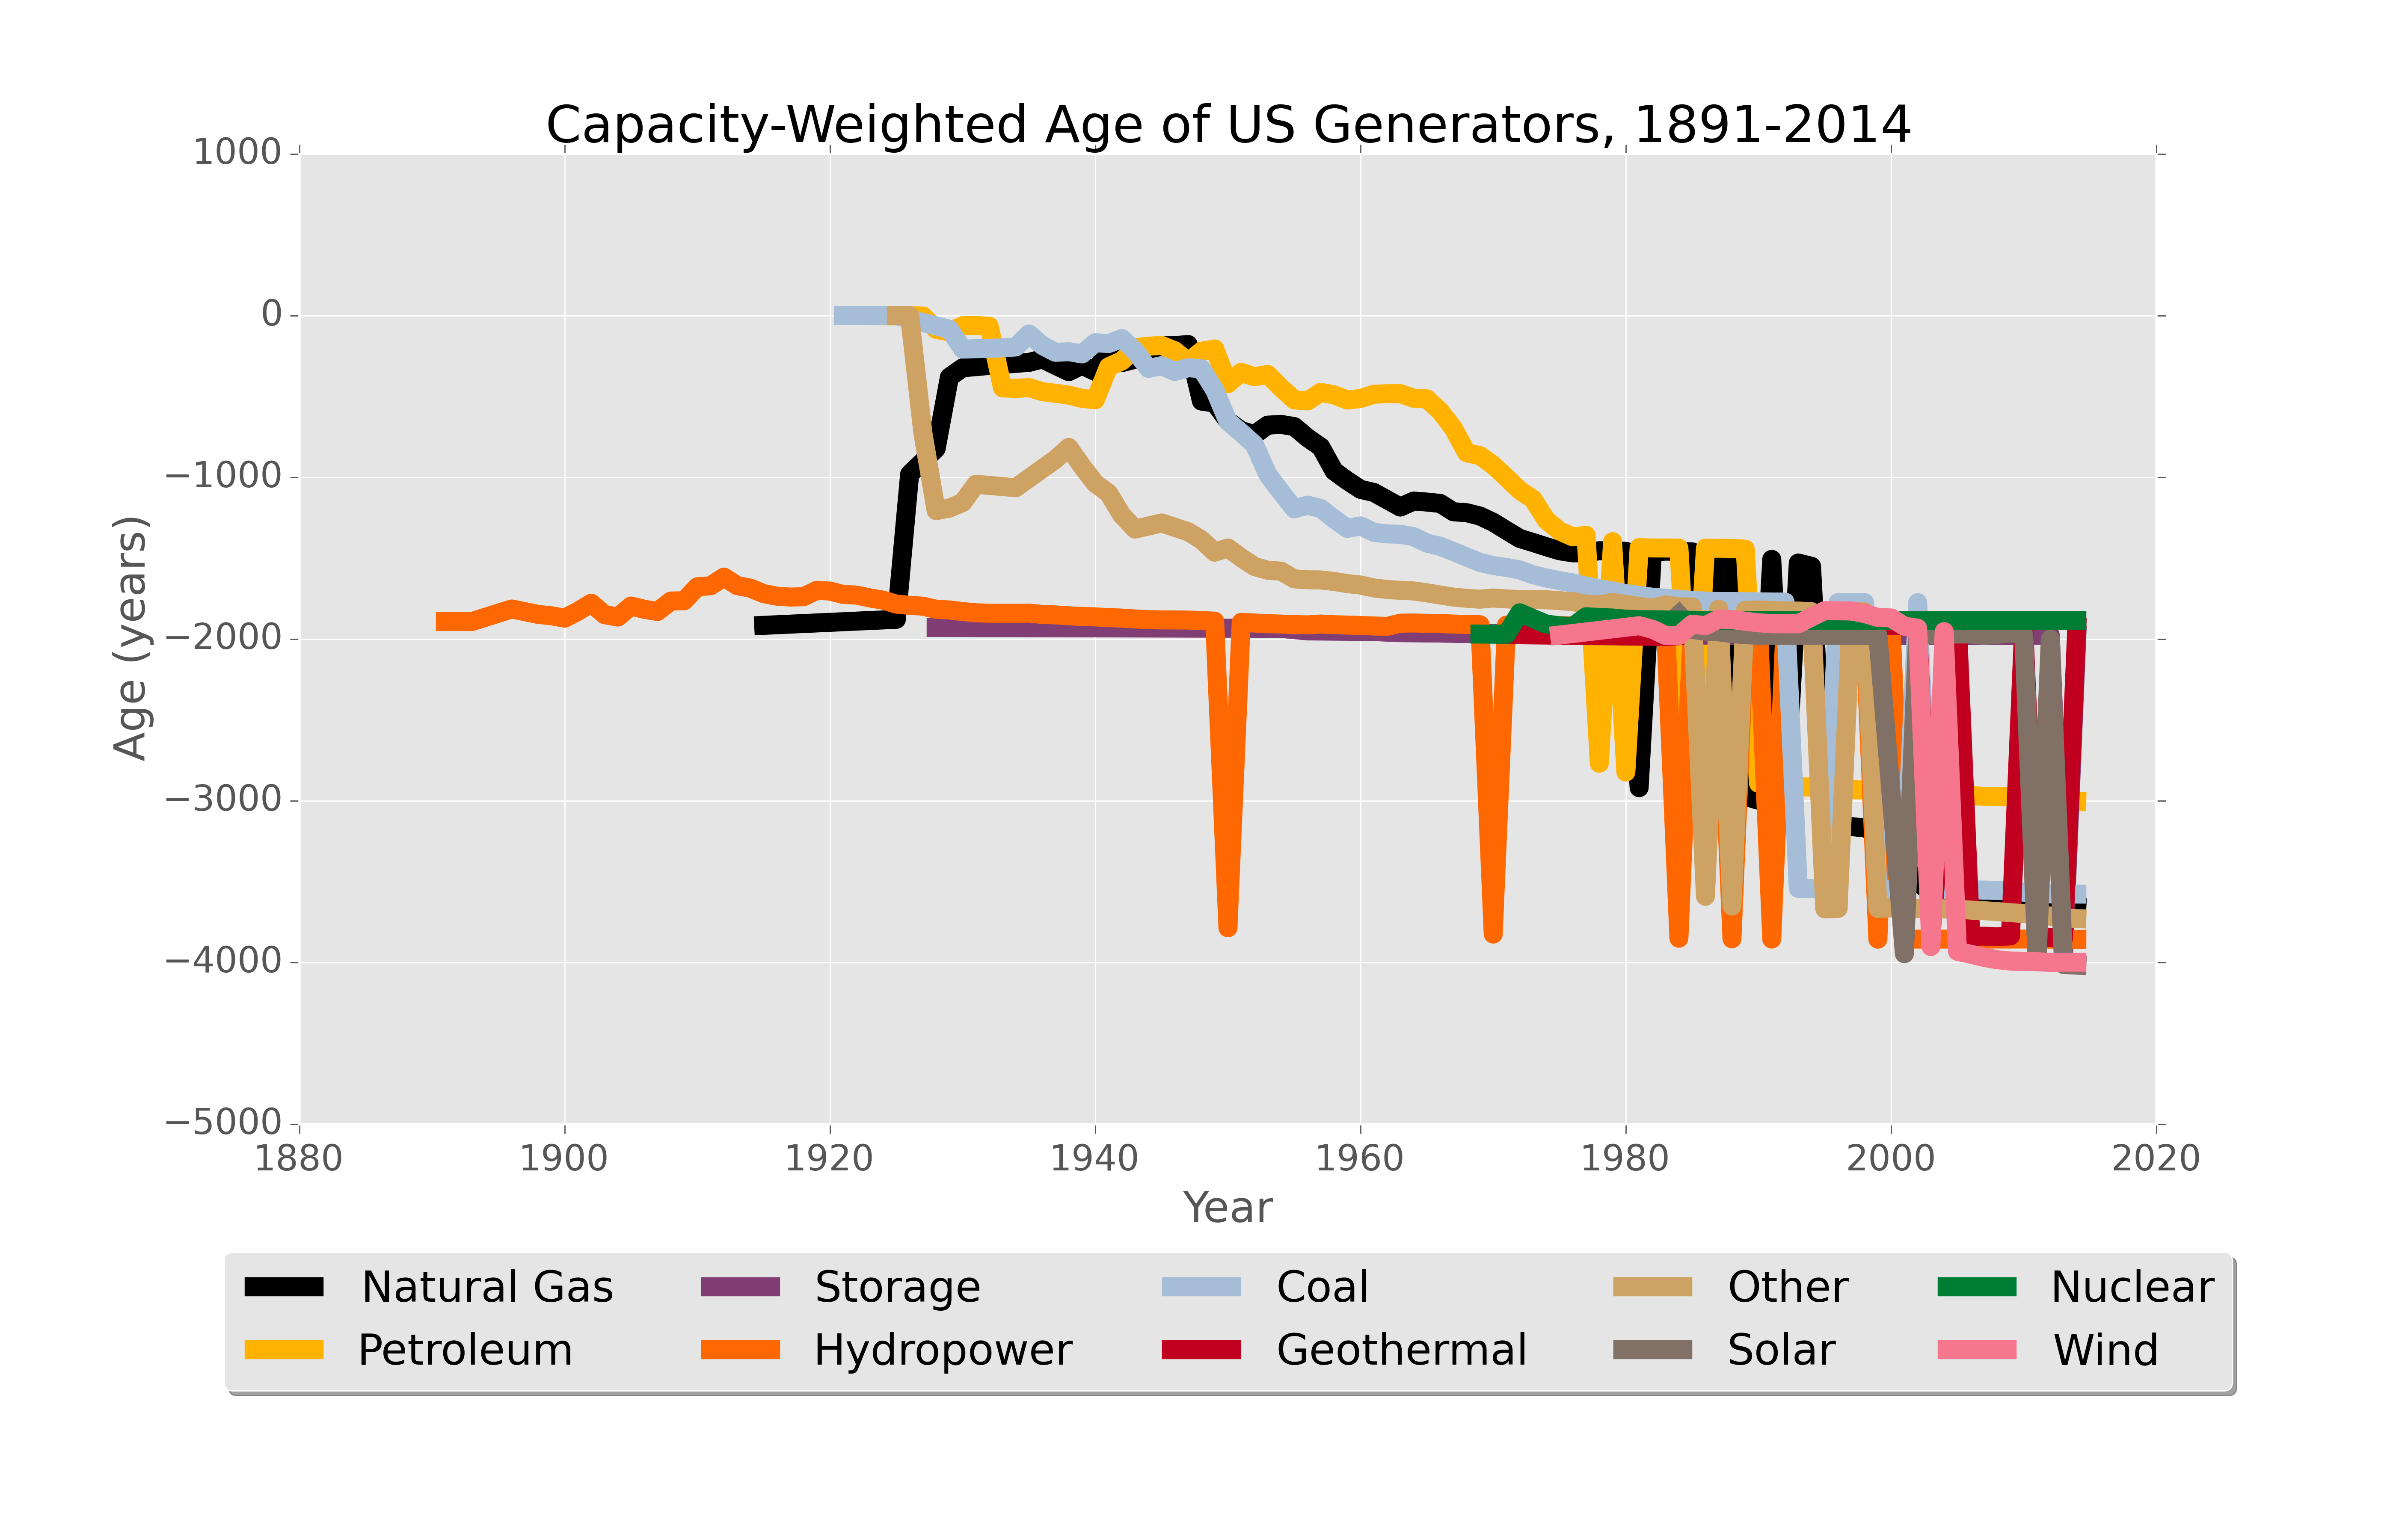 Capacity-Weighted Age of US Generators, 1891-2014
1000
0
−1000
−2000
−3000
−4000
−5000
Age (years)
1880 1900 1920 1940 1960 1980 2000 2020
Year
Natural Gas Storage Coal Other Nuclear
Petroleum Hydropower Geothermal Solar Wind